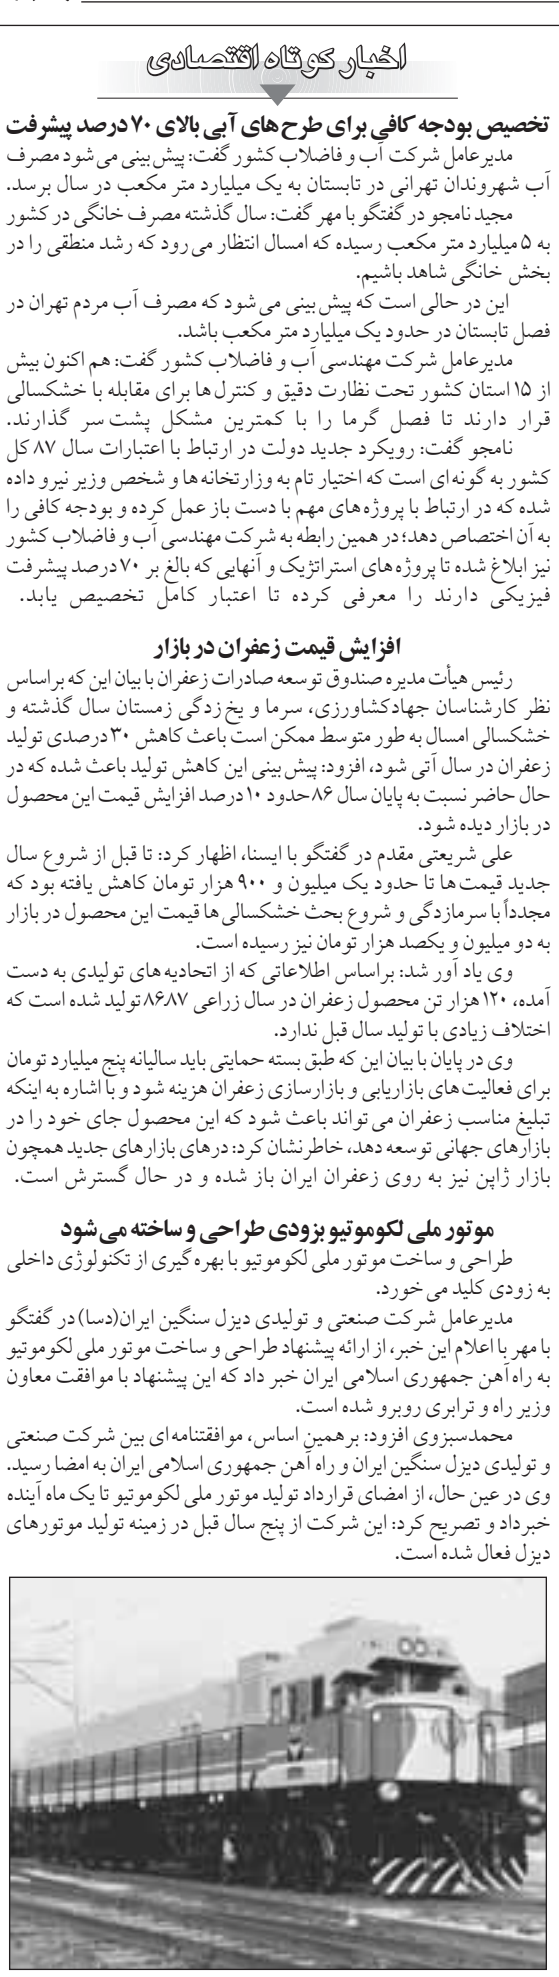 اخبار کوتاه اقتصادی
تخصیص بودجه کافی برای طرح‌های آبی بالای ۷۰ درصد پیشرفت
مدیرعامل شرکت آب و فاضلاب کشور گفت: پیش‌بینی می‌شود مصرف
آب شهروندان تهرانی در تابستان به یک میلیارد متر مکعب در سال برسد.
مجید نامجو در گفتگو با مهر گفت: سال گذشته مصرف خانگی در کشور
به ۵ میلیارد متر مکعب رسیده که امسال انتظار می‌رود که رشد منطقی را در
بخش خانگی شاهد باشیم.
این در حالی است که پیش‌بینی می‌شود که مصرف آب مردم تهران در
فصل تابستان در حدود یک میلیارد متر مکعب باشد.
مدیرعامل شرکت مهندسی آب و فاضلاب کشور گفت: هم اکنون بیش
از ۱۵ استان کشور تحت نظارت دقیق و کنترل‌ها برای مقابله با خشکسالی
قرار دارند تا فصل گرما را با کمترین مشکل پشت سر گذارند.
نامجو گفت: رویکرد جدید دولت در ارتباط با اعتبارات سال ۸۷ کل
کشور به گونه‌ای است که اختیار تام به وزارتخانه‌ها و شخص وزیر نیرو داده
شده که در ارتباط با پروژه‌های مهم با دست باز عمل کرده و بودجه کافی را
به آن اختصاص دهد؛ در همین رابطه به شرکت مهندسی آب و فاضلاب کشور
نیز ابلاغ شده تا پروژه‌های استراتژیک و آنهایی که بالغ بر ۷۰ درصد پیشرفت
فیزیکی دارند را معرفی کرده تا اعتبار کامل تخصیص یابد.
افزایش قیمت زعفران در بازار
رئیس هیأت مدیره صندوق توسعه صادرات زعفران با بیان این که براساس
نظر کارشناسان جهادکشاورزی، سرما و یخ زدگی زمستان سال گذشته و
خشکسالی امسال به طور متوسط ممکن است باعث کاهش ۳۰ درصدی تولید
زعفران در سال آتی شود، افزود: پیش‌بینی این کاهش تولید باعث شده که در
حال حاضر نسبت به پایان سال ۸۶ حدود ۱۰ درصد افزایش قیمت این محصول
در بازار دیده شود.
علی شریعتی مقدم در گفتگو با ایسنا، اظهار کرد: تا قبل از شروع سال
جدید قیمت‌ها تا حدود یک میلیون و ۹۰۰ هزار تومان کاهش یافته بود که
مجدداً با سرمازدگی و شروع بحث خشکسالی‌ها قیمت این محصول در بازار
به دو میلیون و یکصد هزار تومان نیز رسیده است.
وی یاد آور شد: براساس اطلاعاتی که از اتحادیه‌های تولیدی به دست
آمده، ۱۲۰ هزار تن محصول زعفران در سال زراعی ۸۶۸۷ تولید شده است که
اختلاف زیادی با تولید سال قبل ندارد.
وی در پایان با بیان این که طبق بسته حمایتی باید سالیانه پنج میلیارد تومان
برای فعالیت‌های بازاریابی و بازارسازی زعفران هزینه شود و با اشاره به اینکه
تبلیغ مناسب زعفران می‌تواند باعث شود که این محصول جای خود را در
بازارهای جهانی توسعه دهد، خاطرنشان کرد: درهای بازارهای جدید همچون
بازار ژاپن نیز به روی زعفران ایران باز شده و در حال گسترش است.
موتور ملی لکوموتیو بزودی طراحی و ساخته می‌شود
طراحی و ساخت موتور ملی لکوموتیو با بهره گیری از تکنولوژی داخلی
به زودی کلید می‌خورد.
مدیرعامل شرکت صنعتی و تولیدی دیزل سنگین ایران(دسا) در گفتگو
با مهر با اعلام این خبر، از ارائه پیشنهاد طراحی و ساخت موتور ملی لکوموتیو
به راه آهن جمهوری اسلامی ایران خبر داد که این پیشنهاد با موافقت معاون
وزیر راه و ترابری روبرو شده است.
محمدسبزوی افزود: برهمین اساس، موافقتنامه‌ای بین شرکت صنعتی
و تولیدی دیزل سنگین ایران و راه آهن جمهوری اسلامی ایران به امضا رسید.
وی در عین حال، از امضای قرارداد تولید موتور ملی لکوموتیو تا یک ماه آینده
خبرداد و تصریح کرد: این شرکت از پنج سال قبل در زمینه تولید موتورهای
دیزل فعال شده است.